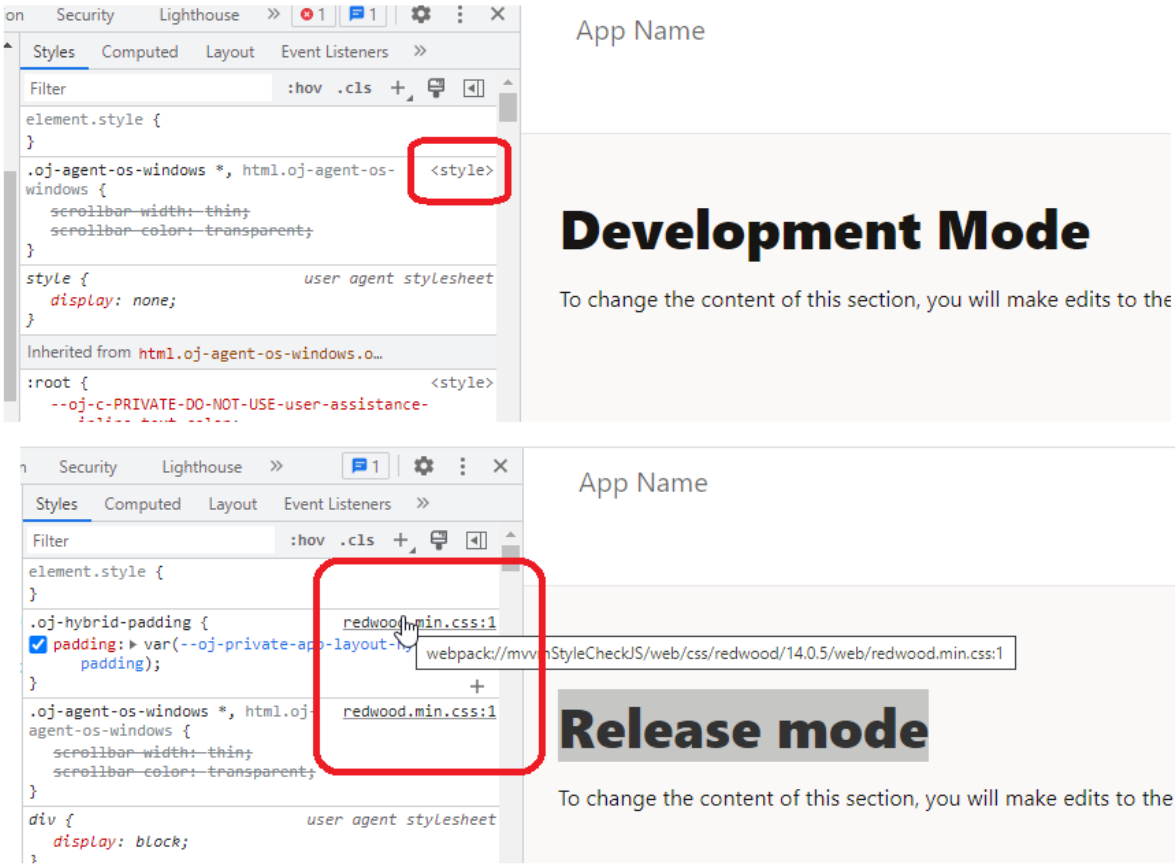 on Security Lighthouse » 1 1
Styles Computed Layout Event Listeners »
Filter :hov .cls +
element.style {
}
.oj-agent-os-windows *, html.oj-agent-os- <style>
windows {
scrollbar-width: thin;
scrollbar-color: transparent;
}
style { user agent stylesheet
display: none;
}
Inherited from html.oj-agent-os-windows.o…
:root { <style>
--oj-c-PRIVATE-DO-NOT-USE-user-assistance-
inline-text-color:
App Name
Development Mode
To change the content of this section, you will make edits to the
Security Lighthouse » 1
Styles Computed Layout Event Listeners »
Filter :hov .cls +
element.style {
}
.oj-hybrid-padding { redwood.min.css:1
padding: var(--oj-private-app-layout-
padding);
}
webpack://mvvmStyleCheckJS/web/css/redwood/14.0.5/web/redwood.min.css:1
+
.oj-agent-os-windows *, html.oj- redwood.min.css:1
agent-os-windows {
scrollbar-width: thin;
scrollbar-color: transparent;
}
div { user agent stylesheet
display: block;
}
App Name
Release mode
To change the content of this section, you will make edits to the